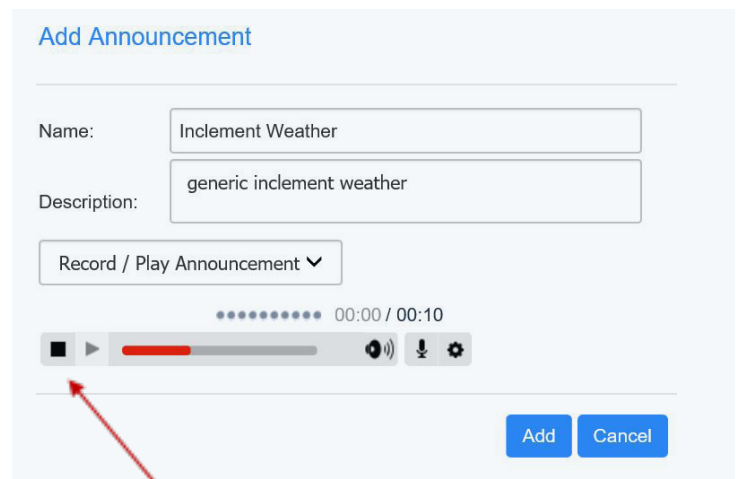 Add Announcement
Name:
Inclement Weather
Description:
generic inclement weather
Record / Play Announcement
00:00 / 00:10
Add
Cancel